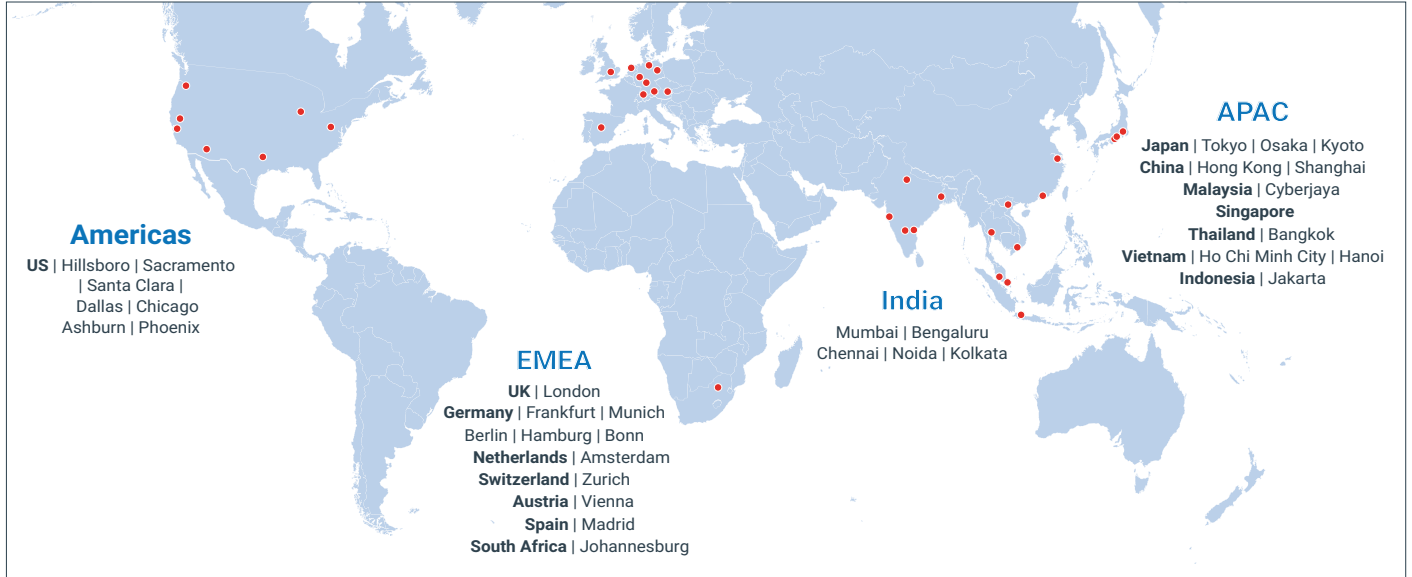 Americas
US | Hillsboro | Sacramento
| Santa Clara |
Dallas | Chicago
Ashburn | Phoenix
EMEA
UK | London
Germany | Frankfurt | Munich
Berlin | Hamburg | Bonn
Netherlands | Amsterdam
Switzerland | Zurich
Austria | Vienna
Spain | Madrid
South Africa | Johannesburg
India
Mumbai | Bengaluru
Chennai | Noida | Kolkata
APAC
Japan | Tokyo | Osaka | Kyoto
China | Hong Kong | Shanghai
Malaysia | Cyberjaya
Singapore
Thailand | Bangkok
Vietnam | Ho Chi Minh City | Hanoi
Indonesia | Jakarta